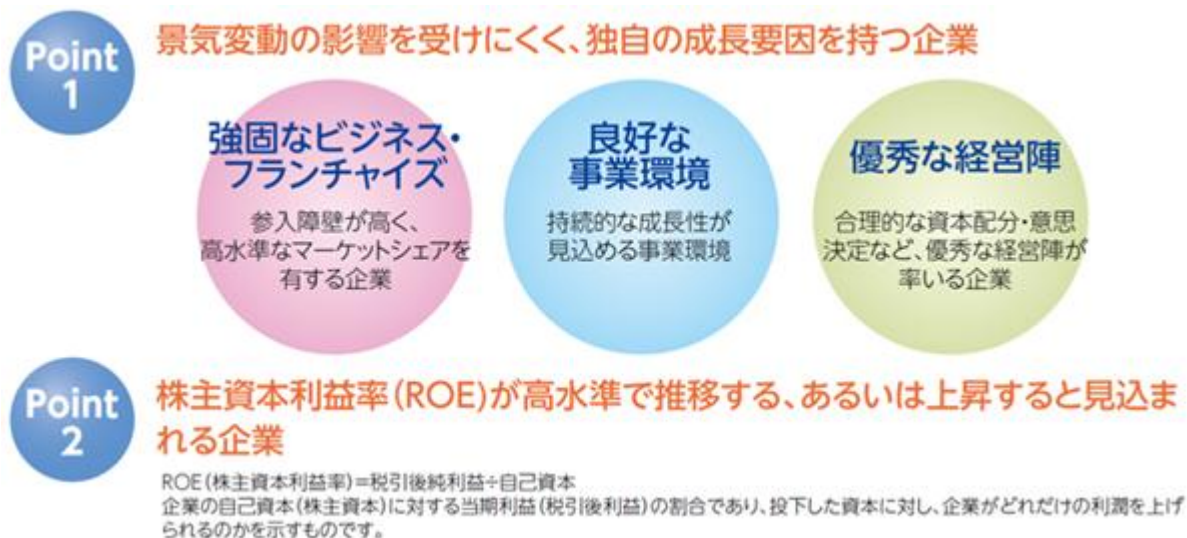 Point
1
景気変動の影響を受けにくく、独自の成長要因を持つ企業
強固なビジネス・
フランチャイズ
参入障壁が高く、
高水準なマーケットシェアを
有する企業
良好な
事業環境
持続的な成長性が
見込める事業環境
優秀な経営陣
合理的な資本配分・意思
決定など、優秀な経営陣が
率いる企業
Point
2
株主資本利益率(ROE)が高水準で推移する、あるいは上昇すると見込ま
れる企業
ROE(株主資本利益率)=税引後純利益÷自己資本
企業の自己資本(株主資本)に対する当期利益(税引後利益)の割合であり、投下した資本に対し、企業がどれだけの利潤を上げ
られるのかを示すものです。